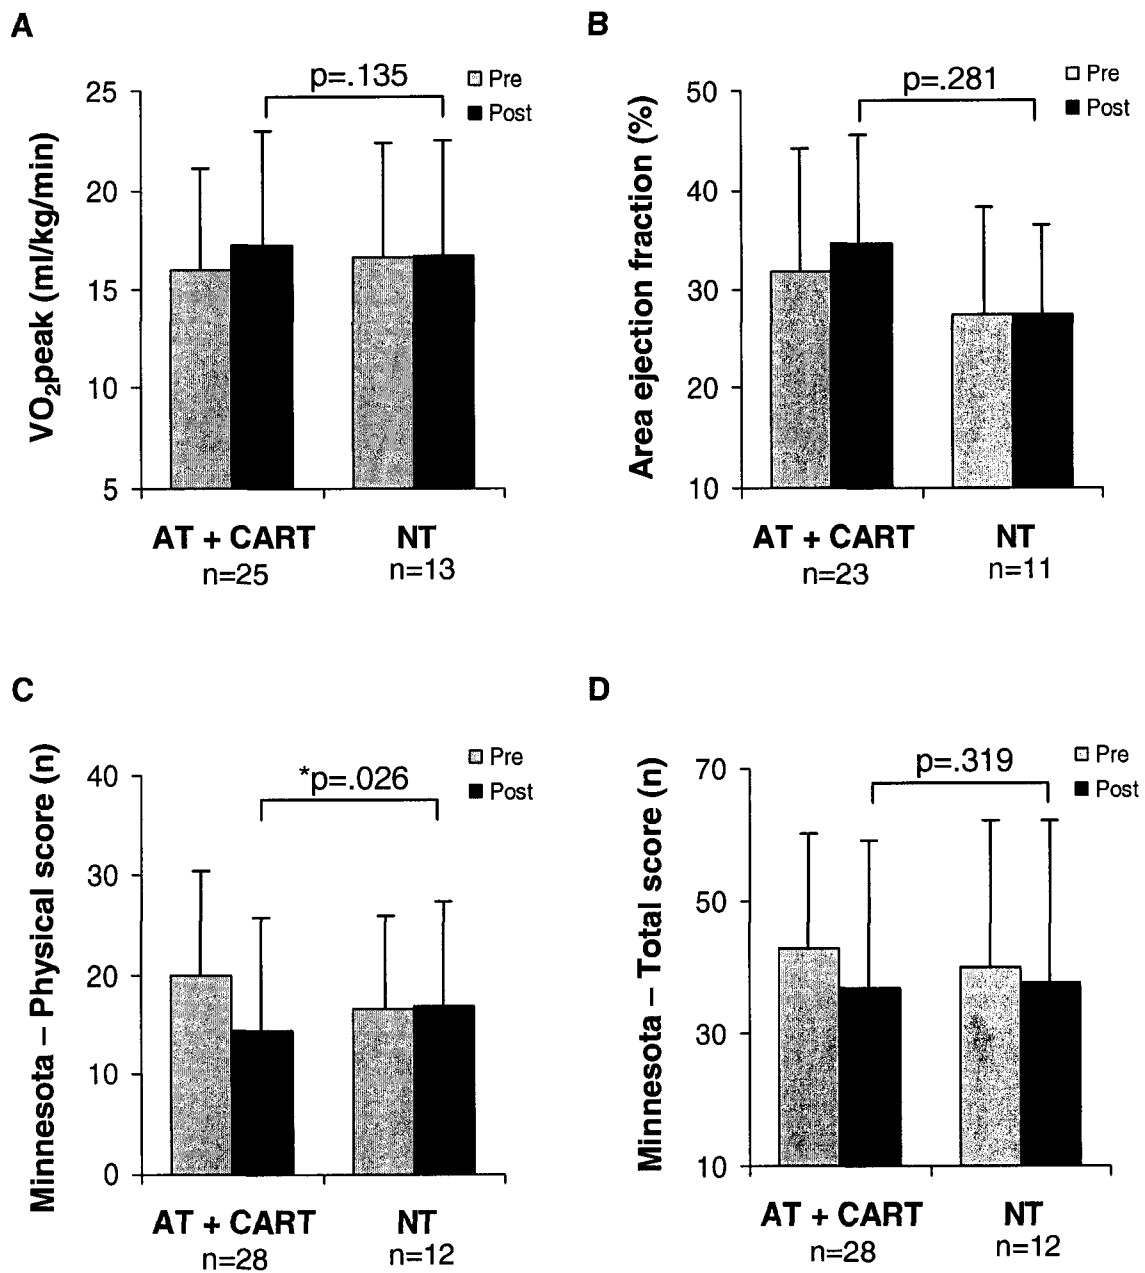 A
p=.135
Pre
Post
25
20
15
10
5
VO₂peak (ml/kg/min)
AT + CART
NT
n=25
n=13
B
p=.281
Pre
Post
50
40
30
20
10
Area ejection fraction (%)
AT + CART
NT
n=23
n=11
C
*p=.026
Pre
Post
40
30
20
10
0
Minnesota – Physical score (n)
AT + CART
NT
n=28
n=12
D
p=.319
Pre
Post
70
50
30
10
Minnesota – Total score (n)
AT + CART
NT
n=28
n=12